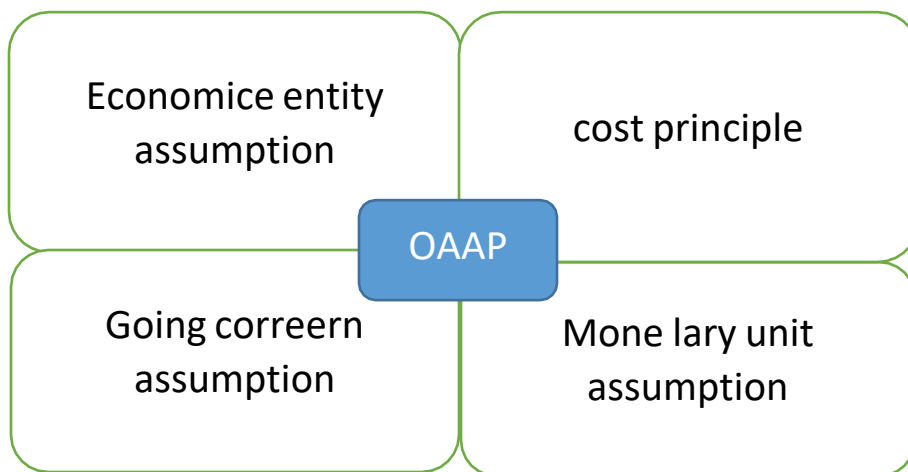 Economice entity
assumption
cost principle
OAAP
Going correern
assumption
Mone lary unit
assumption